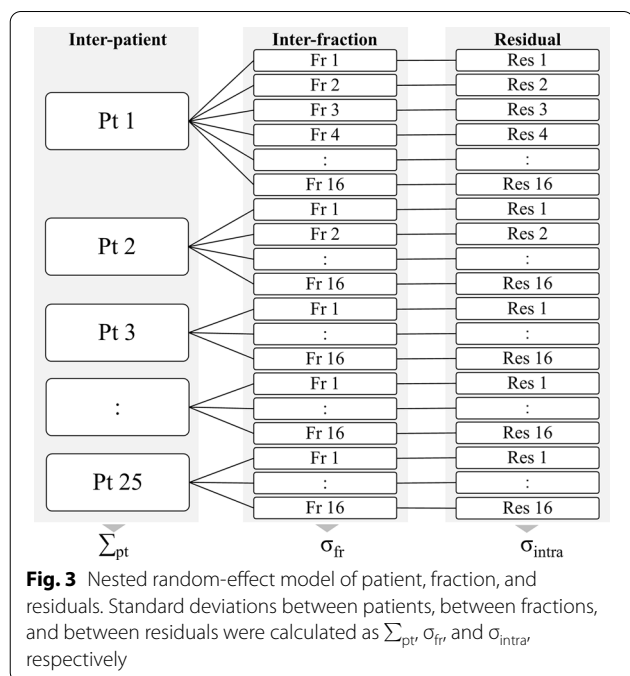 Inter-patient Inter-fraction Residual
Pt 1
Fr 1 Res 1
Fr 2 Res 2
Fr 3 Res 3
Fr 4 Res 4
: :
Fr 16 Res 16
Pt 2
Fr 1 Res 1
Fr 2 Res 2
: :
Fr 16 Res 16
Pt 3
Fr 1 Res 1
: :
Fr 16 Res 16
:
Fr 1 Res 1
: :
Fr 16 Res 16
Pt 25
Fr 1 Res 1
: :
Fr 16 Res 16
∑pt σfr σintra
Fig. 3 Nested random-effect model of patient, fraction, and
residuals. Standard deviations between patients, between fractions,
and between residuals were calculated as ∑pt, σfr, and σintra,
respectively